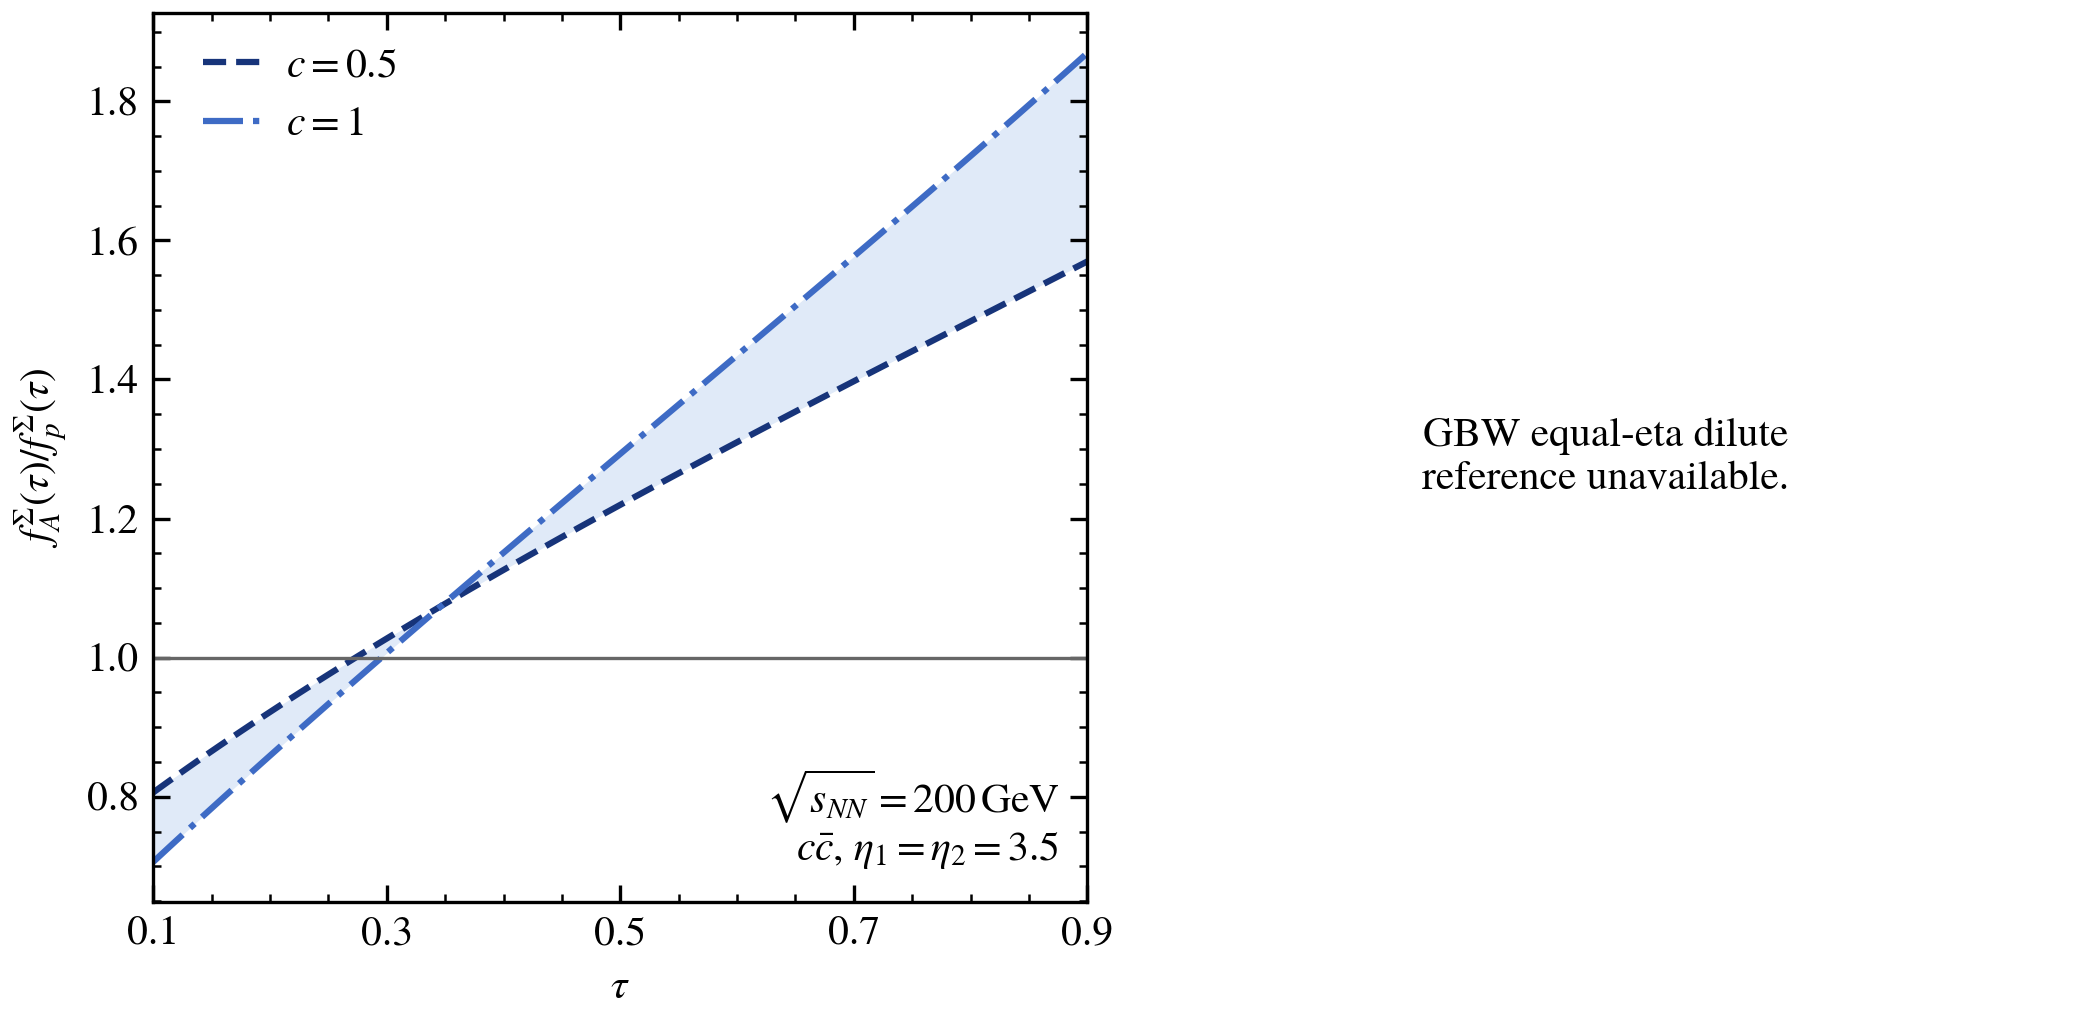 c = 0.5
c = 1
1.8
1.6
1.4
1.2
1.0
0.8
f_A^Σ(τ)/f_p^Σ(τ)
√s_NN = 200 GeV
cc̄, η₁ = η₂ = 3.5
0.1 0.3 0.5 0.7 0.9
τ
GBW equal-eta dilute
reference unavailable.